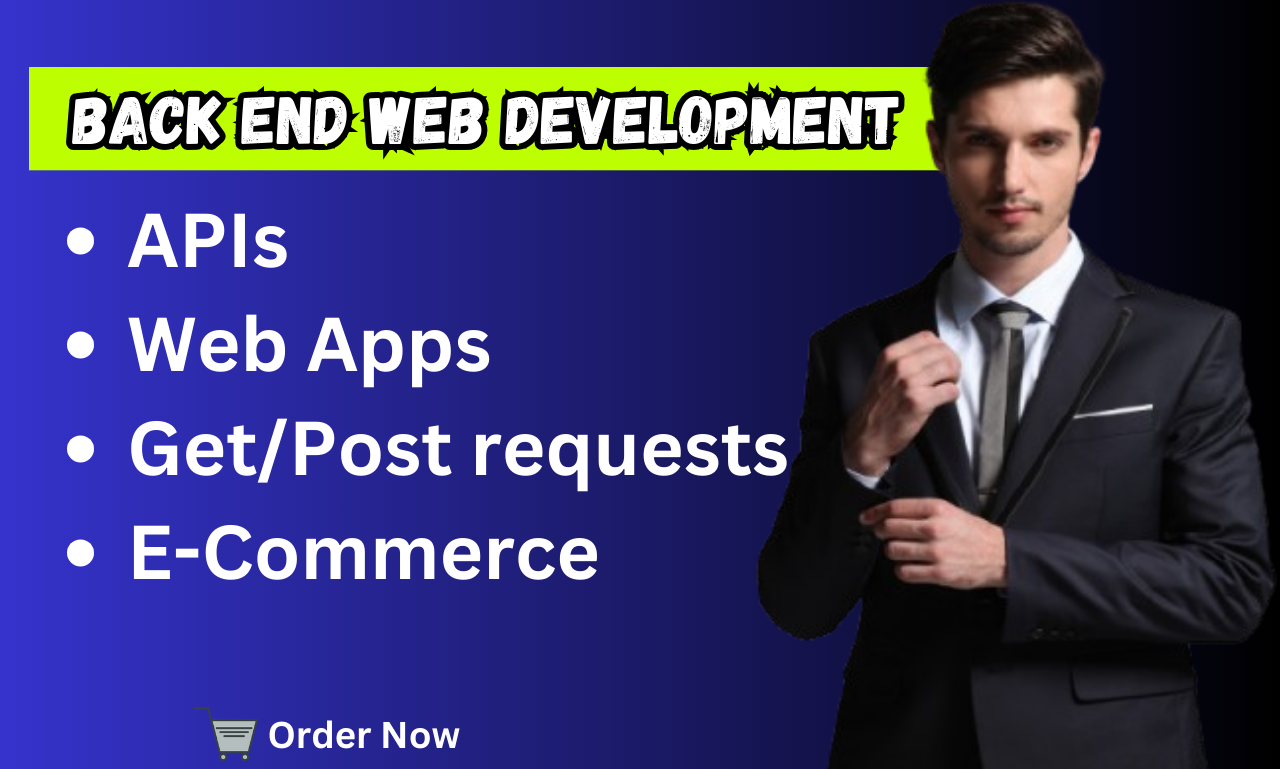 BACK END WEB DEVELOPMENT
APIs
Web Apps
Get/Post requests
E-Commerce
Order Now